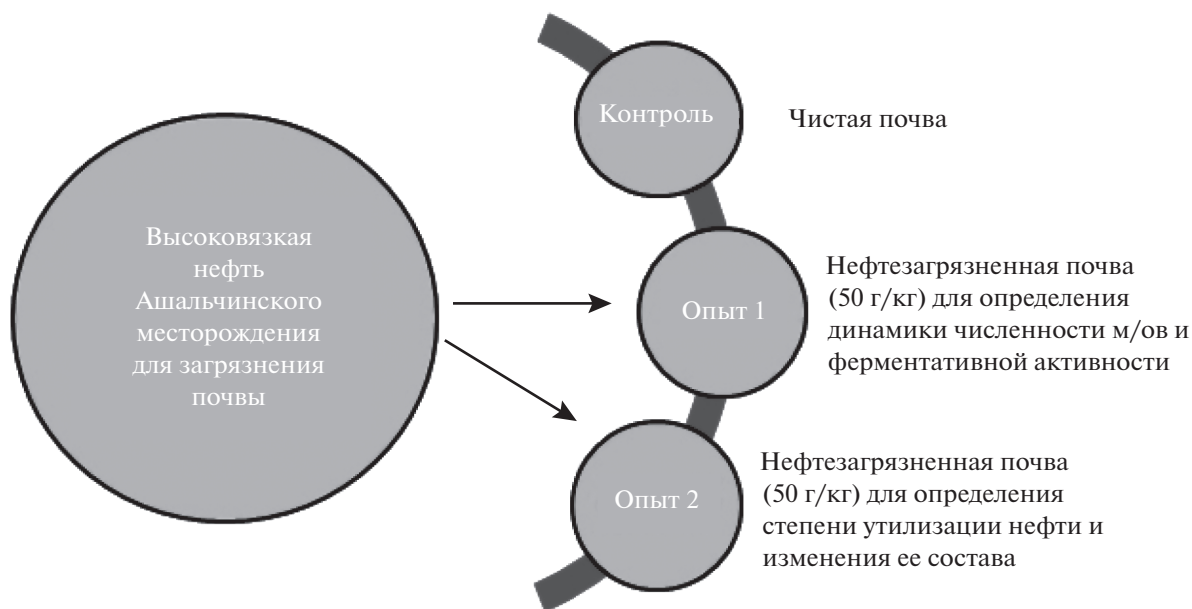 Высоковязкая
нефть
Ашальчинского
месторождения
для загрязнения
почвы
Контроль
Чистая почва
Опыт 1
Нефтезагрязненная почва
(50 г/кг) для определения
динамики численности м/ов и
ферментативной активности
Опыт 2
Нефтезагрязненная почва
(50 г/кг) для определения
степени утилизации нефти и
изменения ее состава